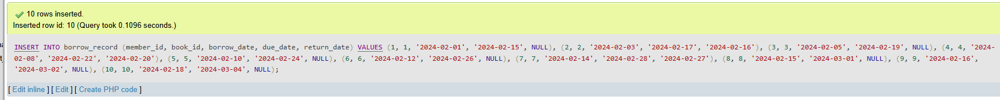 10 rows inserted.
Inserted row id: 10 (Query took 0.1096 seconds.)
INSERT INTO borrow_record (member_id, book_id, borrow_date, due_date, return_date) VALUES (1, 1, '2024-02-01', '2024-02-15', NULL), (2, 2, '2024-02-03', '2024-02-17', '2024-02-16'), (3, 3, '2024-02-05', '2024-02-19', NULL), (4, 4, '2024-
02-08', '2024-02-22', '2024-02-20'), (5, 5, '2024-02-10', '2024-02-24', NULL), (6, 6, '2024-02-12', '2024-02-26', NULL), (7, 7, '2024-02-14', '2024-02-28', '2024-02-27'), (8, 8, '2024-02-15', '2024-03-01', NULL), (9, 9, '2024-02-16',
'2024-03-02', NULL), (10, 10, '2024-02-18', '2024-03-04', NULL);
[ Edit inline ] [ Edit ] [ Create PHP code ]